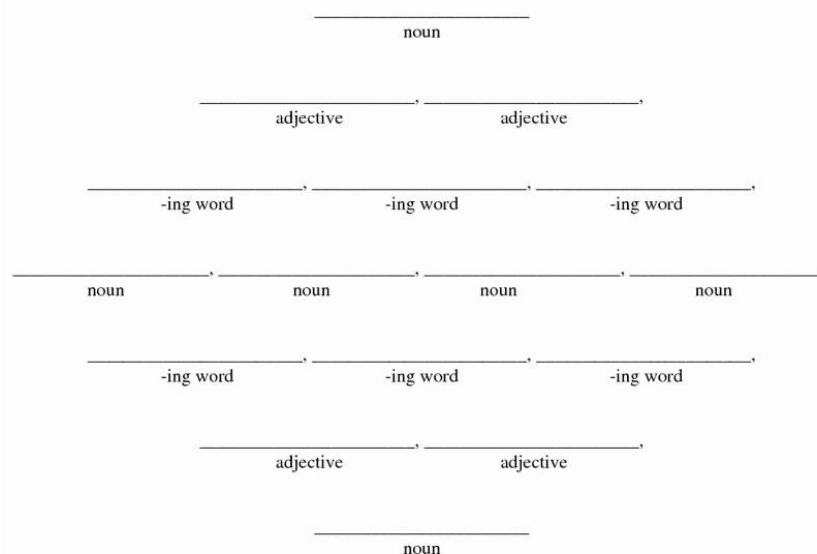 noun
, ,
adjective adjective
, , ,
-ing word -ing word -ing word
, , ,
noun noun noun noun
, , ,
-ing word -ing word -ing word
, ,
adjective adjective
noun